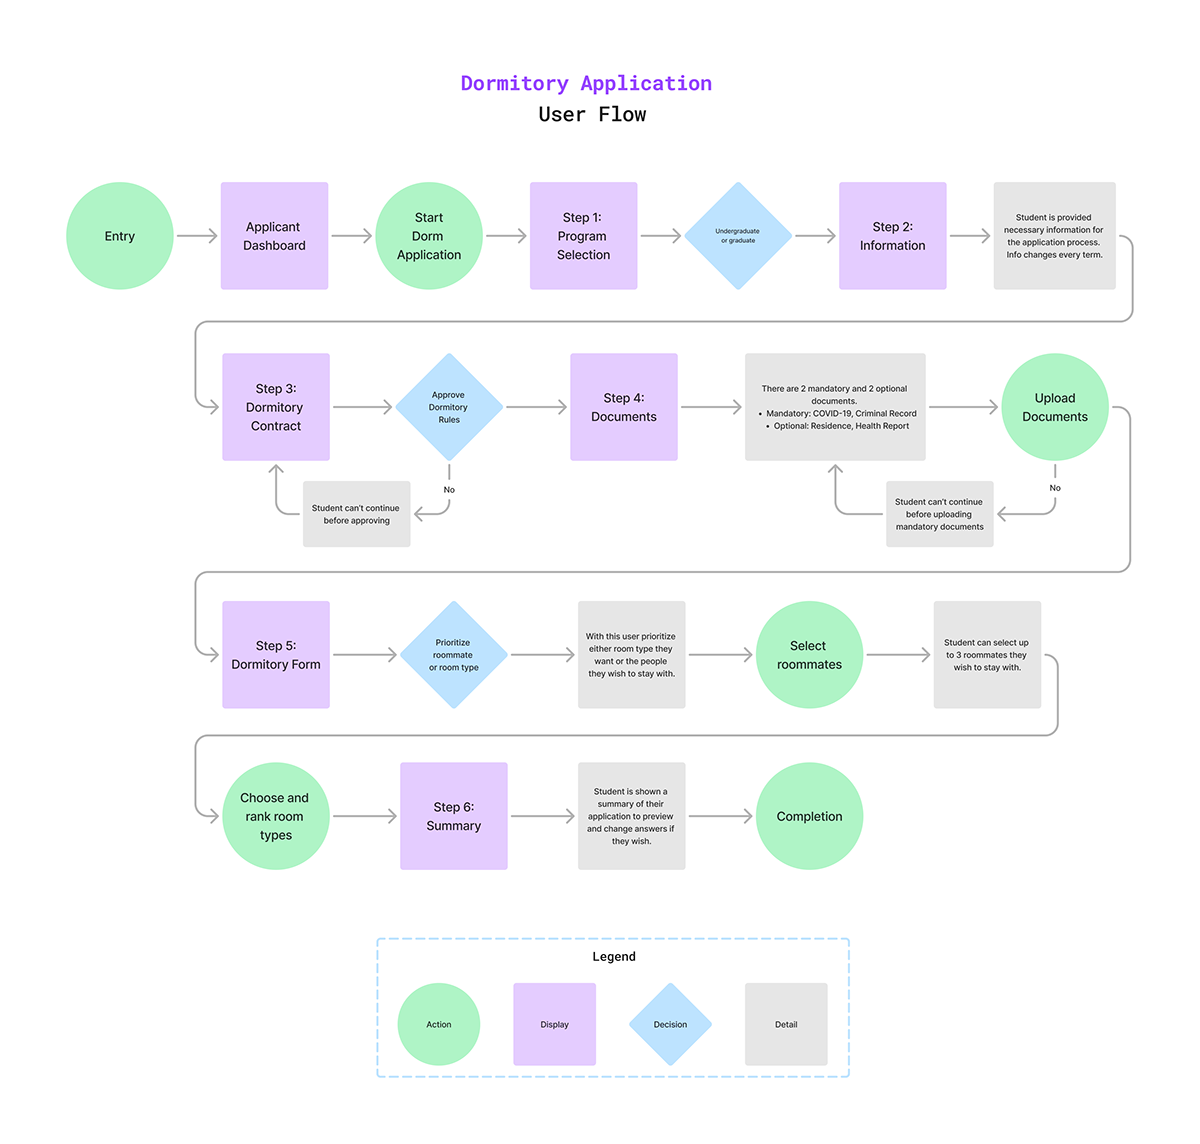 Dormitory Application
User Flow
Entry
Applicant
Dashboard
Start
Dorm
Application
Step 1:
Program
Selection
Undergraduate
or graduate
Step 2:
Information
Student is provided
necessary information for
the application process.
Info changes every term.
Step 3:
Dormitory
Contract
Approve
Dormitory
Rules
No
Student can't continue
before approving
Step 4:
Documents
There are 2 mandatory and 2 optional
documents.
• Mandatory: COVID-19, Criminal Record
• Optional: Residence, Health Report
Upload
Documents
No
Student can't continue
before uploading
mandatory documents
Step 5:
Dormitory Form
Prioritize
roommate
or room type
With this user prioritize
either room type they
want or the people
they wish to stay with.
Select
roommates
Student can select up
to 3 roommates they
wish to stay with.
Choose and
rank room
types
Step 6:
Summary
Student is shown a
summary of their
application to preview
and change answers if
they wish.
Completion
Legend
Action
Display
Decision
Detail